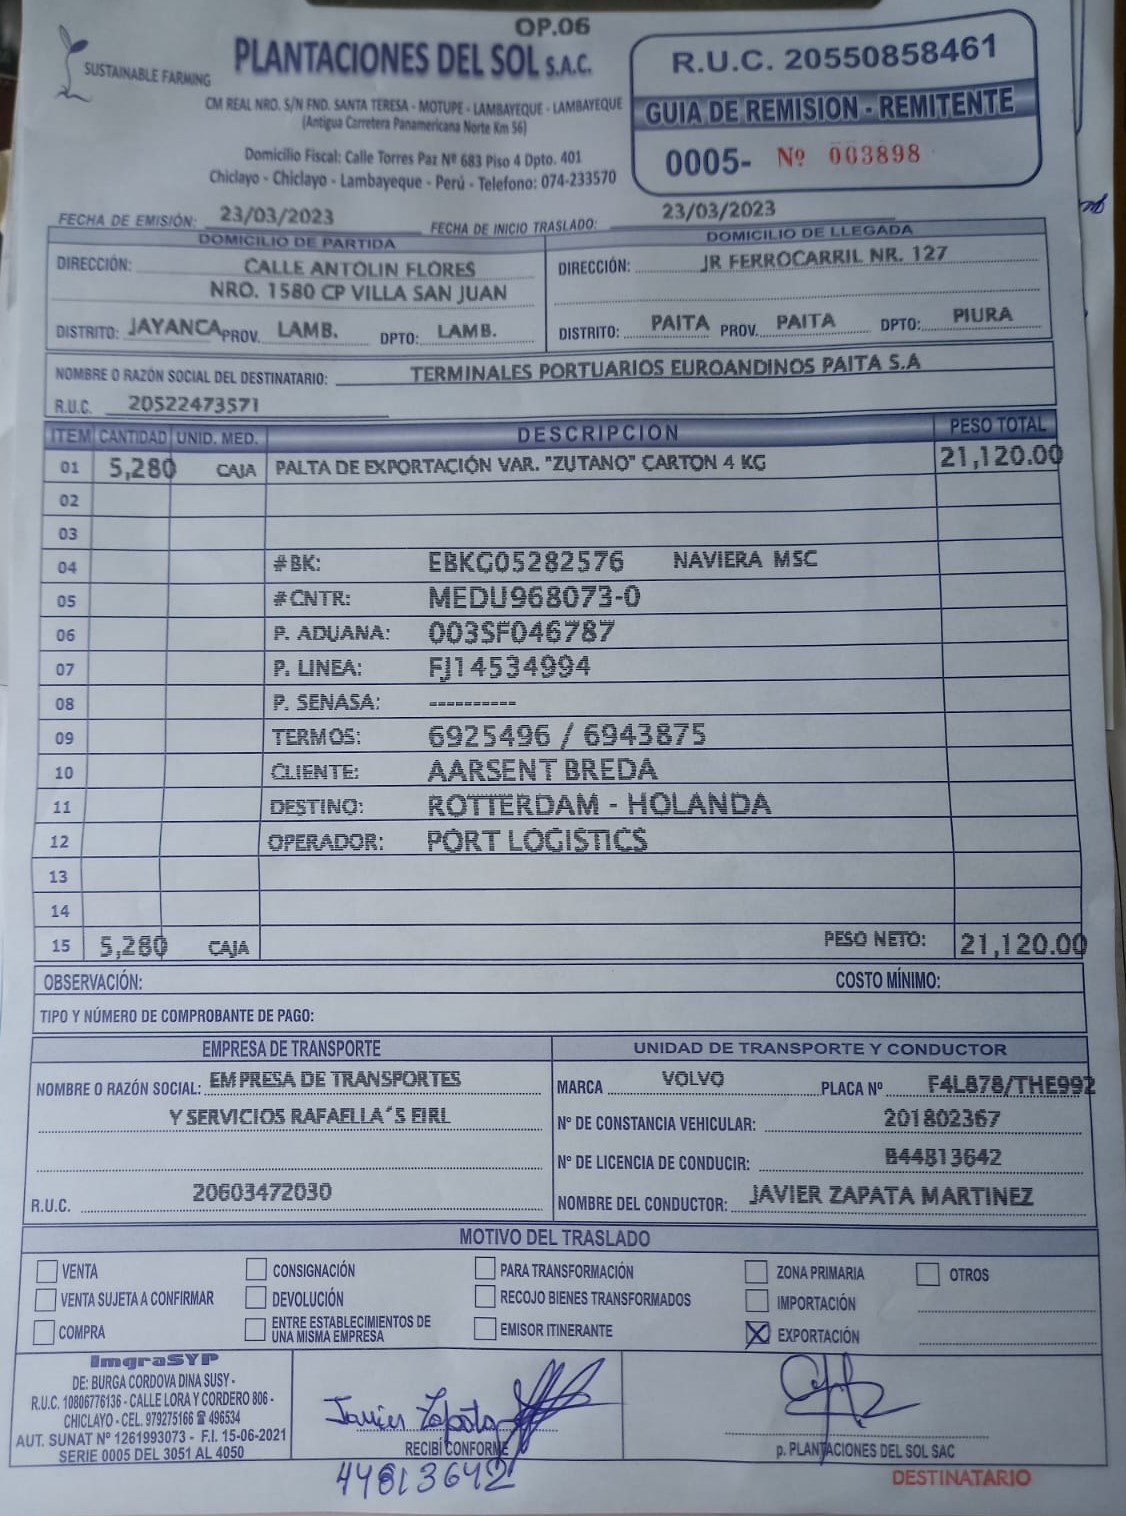 OP.06
SUSTAINABLE FARMING
PLANTACIONES DEL SOL S.A.C.
CM REAL NRO. S/N FND. SANTA TERESA - MOTUPE - LAMBAYEQUE - LAMBAYEQUE
(Antigua Carretera Panamericana Norte Km 56)
Domicilio Fiscal: Calle Torres Paz Nº 683 Piso 4 Dpto. 401
Chiclayo - Chiclayo - Lambayeque - Perú - Telefono: 074-233570
R.U.C. 20550858461
GUIA DE REMISION - REMITENTE
0005- Nº 003898
FECHA DE EMISIÓN: 23/03/2023 FECHA DE INICIO TRASLADO: 23/03/2023
DOMICILIO DE PARTIDA
DIRECCIÓN: CALLE ANTOLIN FLORES
NRO. 1580 CP VILLA SAN JUAN
DISTRITO: JAYANCA PROV. LAMB. DPTO: LAMB.
DOMICILIO DE LLEGADA
DIRECCIÓN: JR FERROCARRIL NR. 127
DISTRITO: PAITA PROV. PAITA DPTO: PIURA
NOMBRE O RAZÓN SOCIAL DEL DESTINATARIO: TERMINALES PORTUARIOS EUROANDINOS PAITA S.A
R.U.C. 20522473571
ITEM CANTIDAD UNID. MED. DESCRIPCION PESO TOTAL
01 5,280 CAJA PALTA DE EXPORTACIÓN VAR. "ZUTANO" CARTON 4 KG 21,120.00
02
03
04 #BK: EBKG05282576 NAVIERA MSC
05 #CNTR: MEDU968073-0
06 P. ADUANA: 003SF046787
07 P. LINEA: FJ14534994
08 P. SENASA: ----------
09 TERMOS: 6925496 / 6943875
10 CLIENTE: AARSENT BREDA
11 DESTINO: ROTTERDAM - HOLANDA
12 OPERADOR: PORT LOGISTICS
13
14
15 5,280 CAJA PESO NETO: 21,120.00
OBSERVACIÓN: COSTO MÍNIMO:
TIPO Y NÚMERO DE COMPROBANTE DE PAGO:
EMPRESA DE TRANSPORTE
NOMBRE O RAZÓN SOCIAL: EMPRESA DE TRANSPORTES
Y SERVICIOS RAFAELLA´S EIRL
R.U.C. 20603472030
UNIDAD DE TRANSPORTE Y CONDUCTOR
MARCA VOLVO PLACA Nº F4L878/THE992
Nº DE CONSTANCIA VEHICULAR: 201802367
Nº DE LICENCIA DE CONDUCIR: B44813642
NOMBRE DEL CONDUCTOR: JAVIER ZAPATA MARTINEZ
MOTIVO DEL TRASLADO
VENTA CONSIGNACIÓN PARA TRANSFORMACIÓN ZONA PRIMARIA OTROS
VENTA SUJETA A CONFIRMAR DEVOLUCIÓN RECOJO BIENES TRANSFORMADOS IMPORTACIÓN
COMPRA ENTRE ESTABLECIMIENTOS DE UNA MISMA EMPRESA EMISOR ITINERANTE X EXPORTACIÓN
ImgraSYP
DE: BURGA CORDOVA DINA SUSY -
R.U.C. 10806776136 - CALLE LORA Y CORDERO 806 -
CHICLAYO - CEL. 979275166 ☎ 496534
AUT. SUNAT Nº 1261993073 - F.I. 15-06-2021
SERIE 0005 DEL 3051 AL 4050
Javier Zapata
RECIBÍ CONFORME
44813642
p. PLANTACIONES DEL SOL SAC
DESTINATARIO